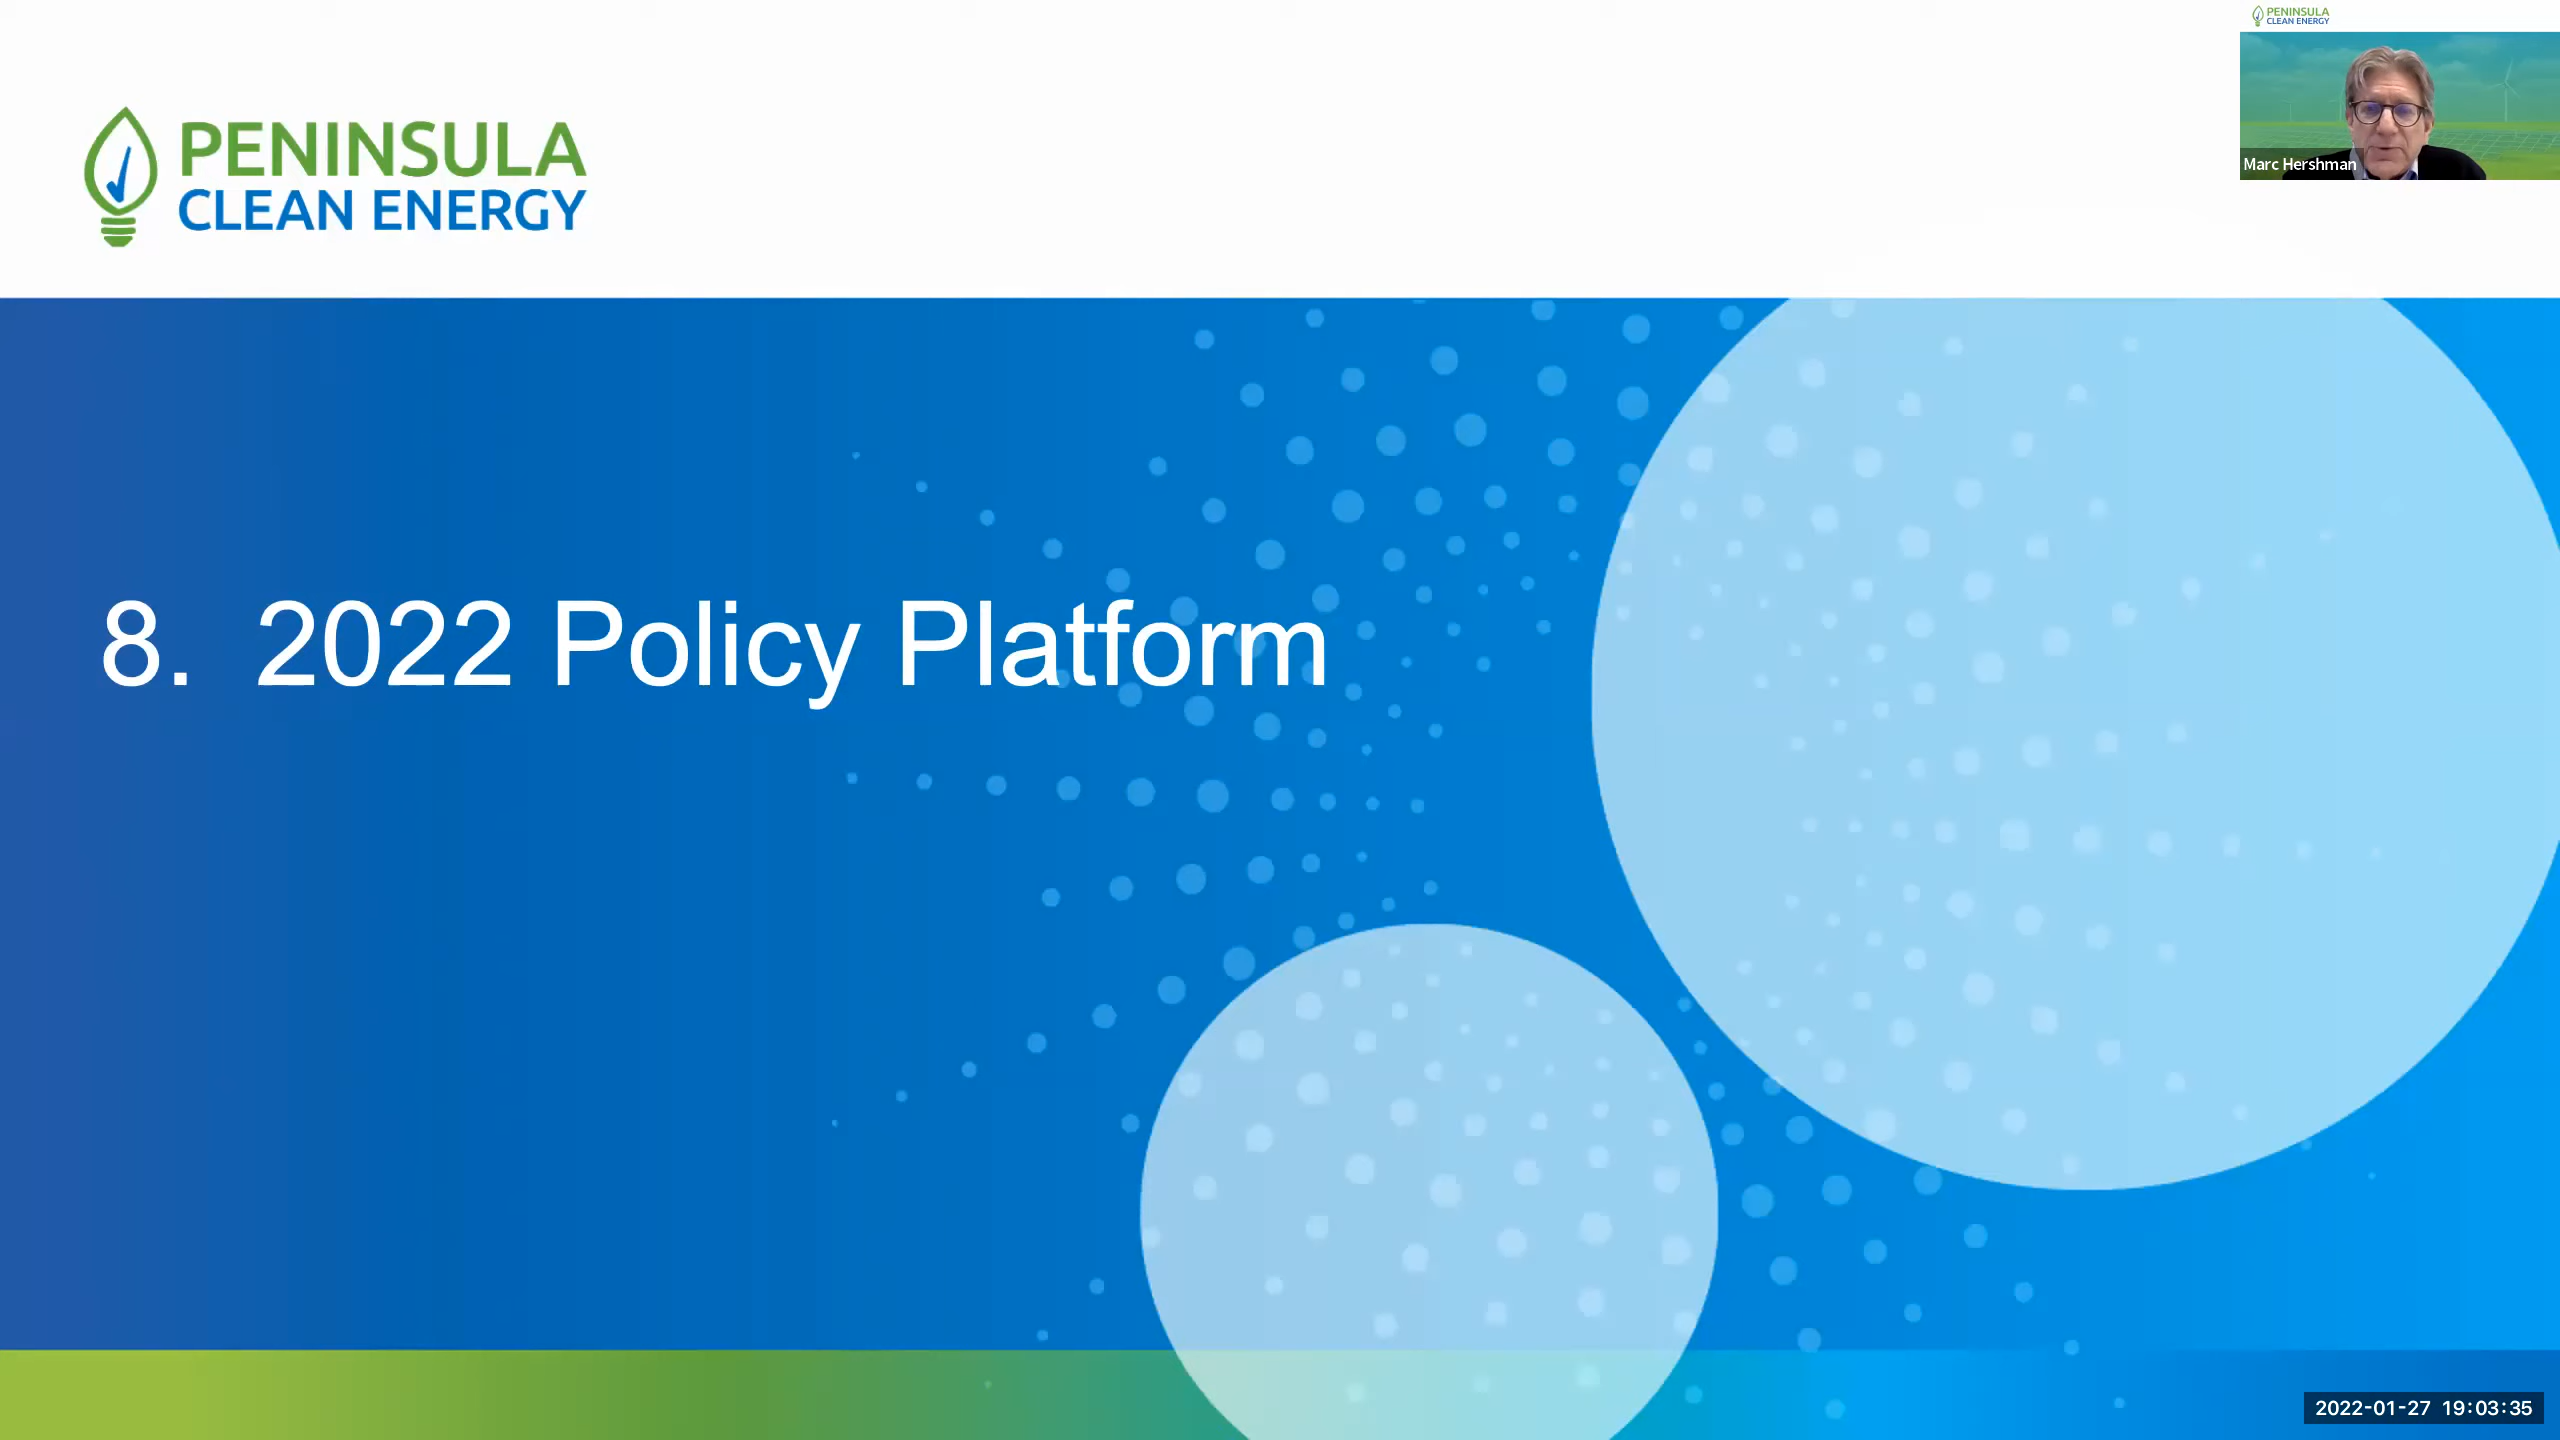 PENINSULA
CLEAN ENERGY
Marc Hershman
PENINSULA
CLEAN ENERGY
8. 2022 Policy Platform
2022-01-27 19:03:35